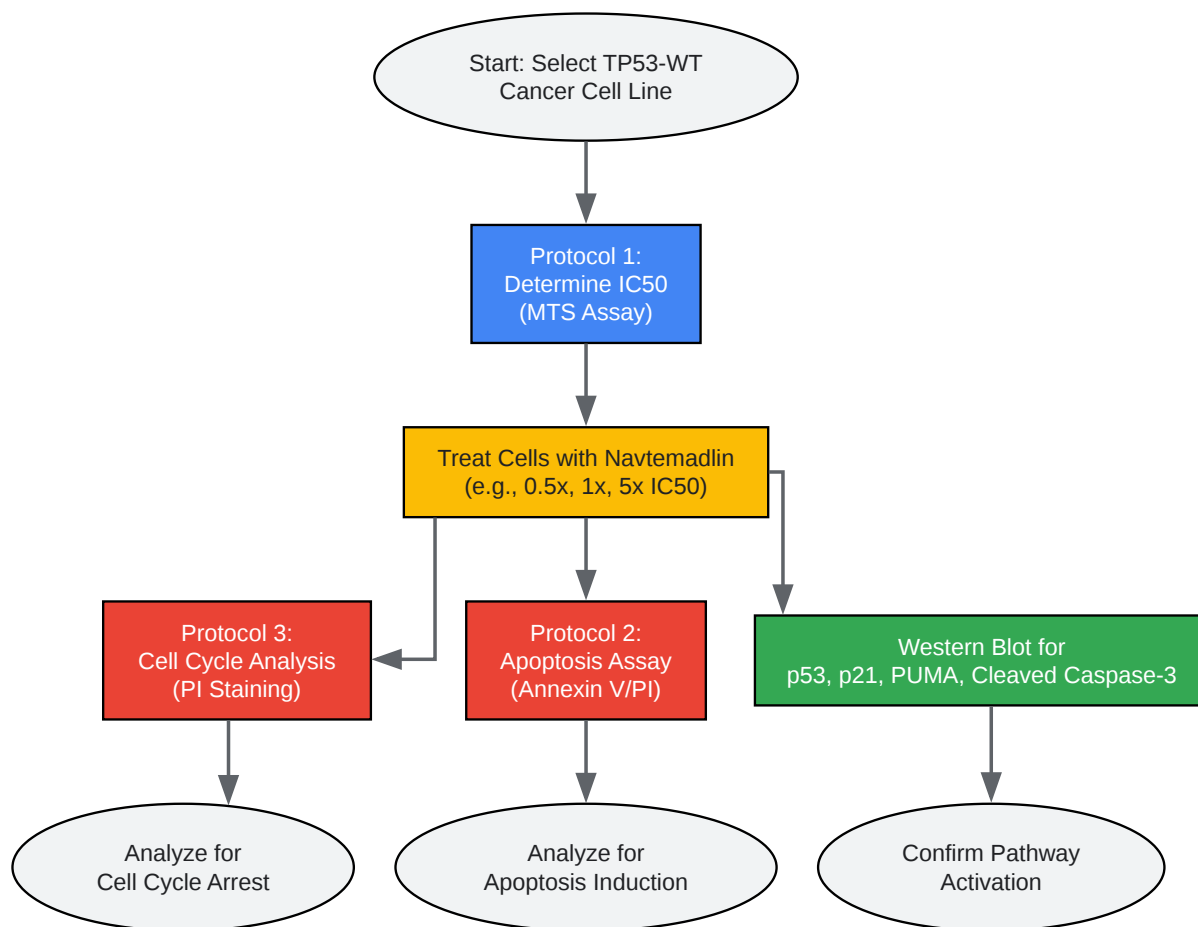 Start: Select TP53-WT
Cancer Cell Line
Protocol 1:
Determine IC50
(MTS Assay)
Treat Cells with Navtemadlin
(e.g., 0.5x, 1x, 5x IC50)
Protocol 3:
Cell Cycle Analysis
(PI Staining)
Protocol 2:
Apoptosis Assay
(Annexin V/PI)
Western Blot for
p53, p21, PUMA, Cleaved Caspase-3
Analyze for
Cell Cycle Arrest
Analyze for
Apoptosis Induction
Confirm Pathway
Activation